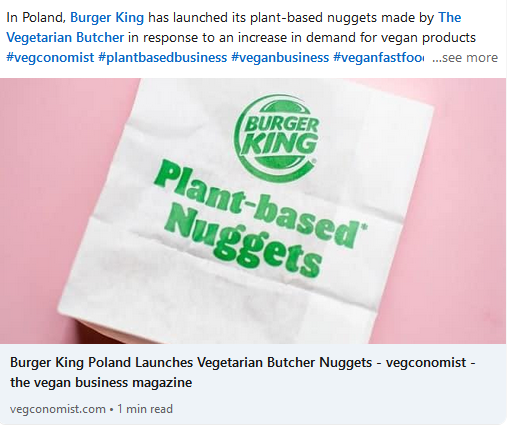 In Poland, Burger King has launched its plant-based nuggets made by The
Vegetarian Butcher in response to an increase in demand for vegan products
#vegconomist #plantbasedbusiness #veganbusiness #veganfastfoo ...see more
BURGER
KING®
Plant-based*
Nuggets
Burger King Poland Launches Vegetarian Butcher Nuggets - vegconomist -
the vegan business magazine
vegconomist.com • 1 min read